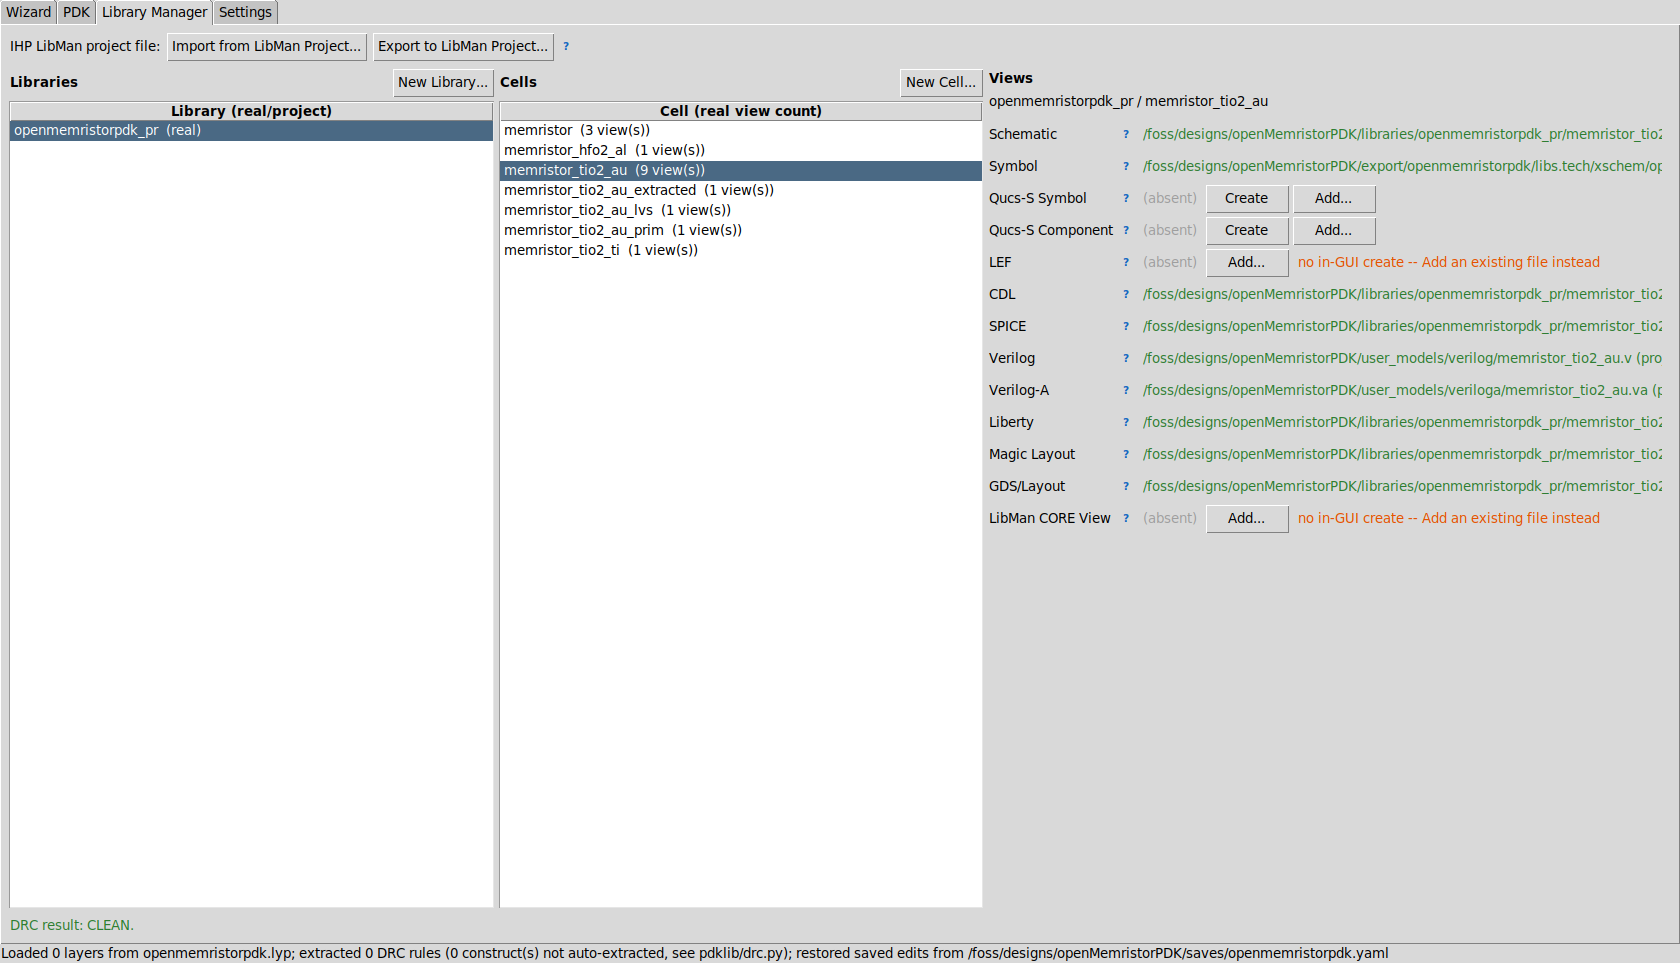 Wizard PDK Library Manager Settings
IHP LibMan project file: Import from LibMan Project... Export to LibMan Project... ?
Libraries New Library... Cells New Cell... Views
Library (real/project) Cell (real view count) openmemristorpdk_pr / memristor_tio2_au
openmemristorpdk_pr (real)
memristor (3 view(s))
memristor_hfo2_al (1 view(s))
memristor_tio2_au (9 view(s))
memristor_tio2_au_extracted (1 view(s))
memristor_tio2_au_lvs (1 view(s))
memristor_tio2_au_prim (1 view(s))
memristor_tio2_ti (1 view(s))
Schematic ? /foss/designs/openMemristorPDK/libraries/openmemristorpdk_pr/memristor_tio2
Symbol ? /foss/designs/openMemristorPDK/export/openmemristorpdk/libs.tech/xschem/op
Qucs-S Symbol ? (absent) Create Add...
Qucs-S Component ? (absent) Create Add...
LEF ? (absent) Add... no in-GUI create -- Add an existing file instead
CDL ? /foss/designs/openMemristorPDK/libraries/openmemristorpdk_pr/memristor_tio2
SPICE ? /foss/designs/openMemristorPDK/libraries/openmemristorpdk_pr/memristor_tio2
Verilog ? /foss/designs/openMemristorPDK/user_models/verilog/memristor_tio2_au.v (pro
Verilog-A ? /foss/designs/openMemristorPDK/user_models/veriloga/memristor_tio2_au.va (p
Liberty ? /foss/designs/openMemristorPDK/libraries/openmemristorpdk_pr/memristor_tio2
Magic Layout ? /foss/designs/openMemristorPDK/libraries/openmemristorpdk_pr/memristor_tio2
GDS/Layout ? /foss/designs/openMemristorPDK/libraries/openmemristorpdk_pr/memristor_tio2
LibMan CORE View ? (absent) Add... no in-GUI create -- Add an existing file instead
DRC result: CLEAN.
Loaded 0 layers from openmemristorpdk.lyp; extracted 0 DRC rules (0 construct(s) not auto-extracted, see pdklib/drc.py); restored saved edits from /foss/designs/openMemristorPDK/saves/openmemristorpdk.yaml